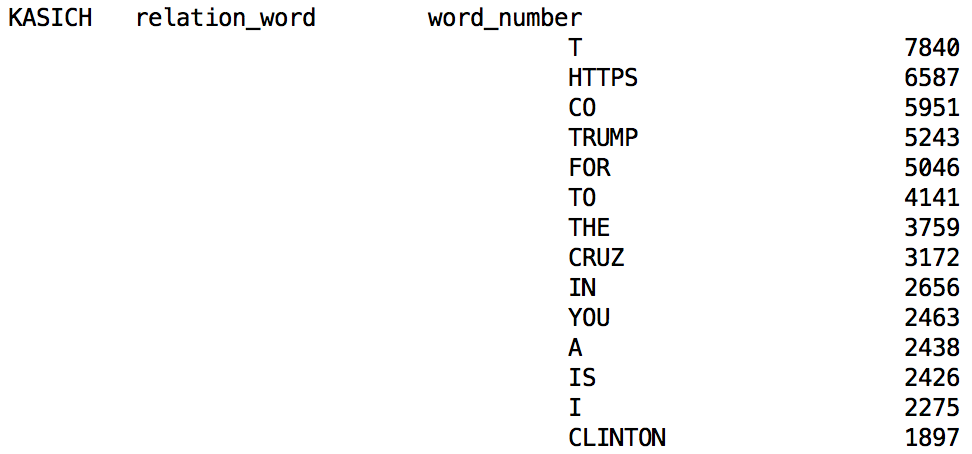 KASICH relation_word word_number
T 7840
HTTPS 6587
CO 5951
TRUMP 5243
FOR 5046
TO 4141
THE 3759
CRUZ 3172
IN 2656
YOU 2463
A 2438
IS 2426
I 2275
CLINTON 1897